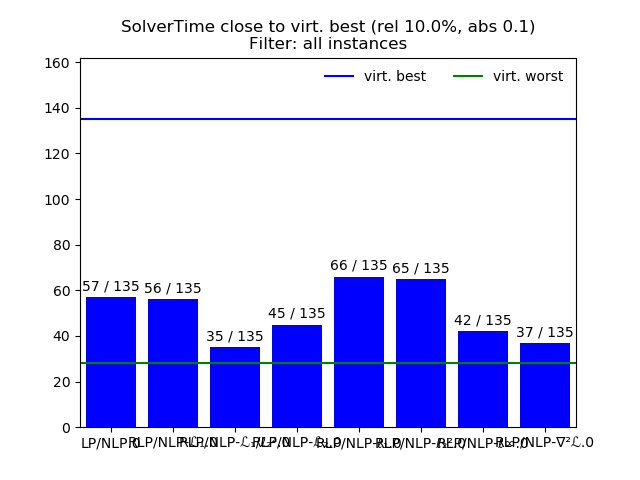 SolverTime close to virt. best (rel 10.0%, abs 0.1)
Filter: all instances
160
virt. best
virt. worst
140
120
100
80
66 / 135
65 / 135
60
57 / 135
56 / 135
45 / 135
42 / 135
40
35 / 135
37 / 135
20
0
LP/NLP.0